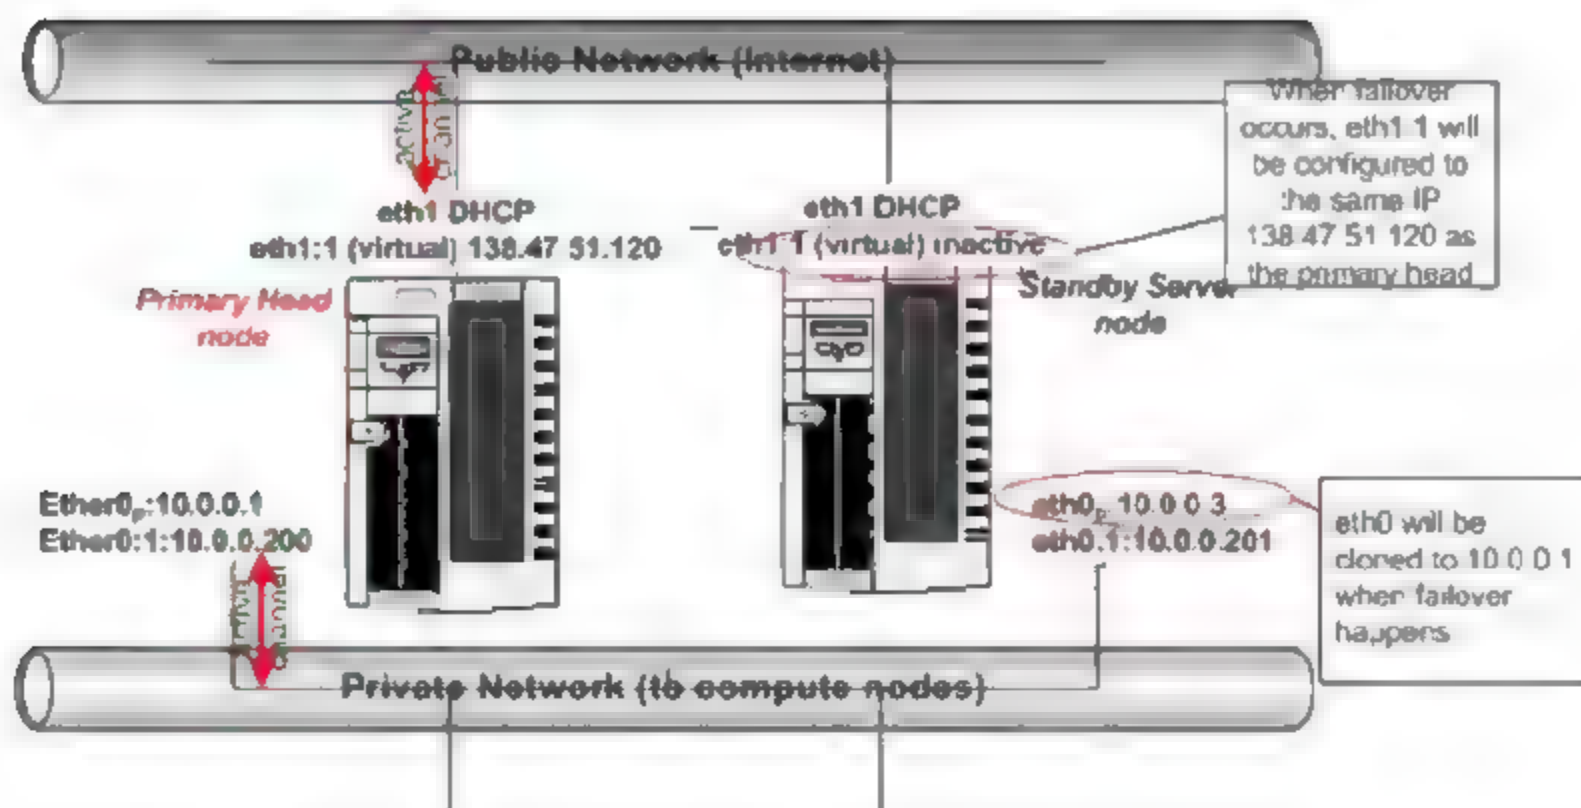 Public Network (Internet)
active
When failover
occurs, eth1 1 will
be configured to
the same IP
138 47 51 120 as
the primary head
eth1 DHCP
eth1:1 (virtual) 138.47 51.120
eth1 DHCP
eth1 1 (virtual) inactive
Primary Head
node
Standby Server
node
Ether0p:10.0.0.1
Ether0:1:10.0.0.200
eth0p 10.0 0 3
eth0.1:10.0.0.201
eth0 will be
cloned to 10 0 0 1
when failover
happens
Private Network (to compute nodes)